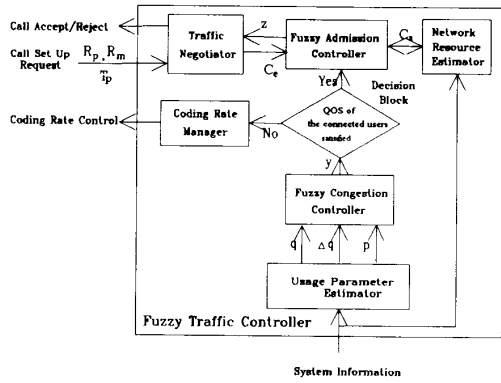 Call Accept/Reject
Call Set Up
Request
Rp, Rm
Tp
Traffic
Negotiator
z
Ce
Fuzzy Admission
Controller
Ca
Network
Resource
Estimator
Yes
Decision
Block
Coding Rate Control
Coding Rate
Manager
No
QOS of
the connected users
satisfied
y
Fuzzy Congestion
Controller
q
Δq
p
Usage Parameter
Estimator
Fuzzy Traffic Controller
System Information